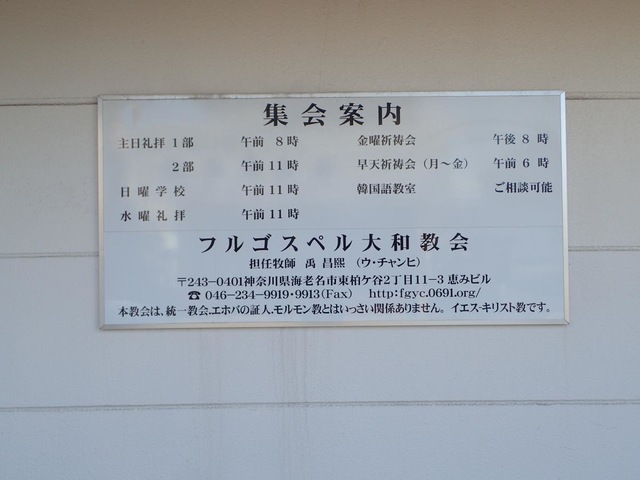 集会案内
主日礼拝 1部 午前 8時 金曜祈祷会 午後 8 時
2部 午前11時 早天祈祷会(月〜金) 午前 6 時
日曜学校 午前11時 韓国語教室 ご相談可能
水曜礼拝 午前11時
フルゴスペル大和教会
担任牧師 禹 昌熙 (ウ・チャンヒ)
〒243-0401神奈川県海老名市東柏ケ谷2丁目11-3 恵みビル
☎ 046-234-9919・9913(Fax) http:fgyc.0691.org/
本教会は、統一教会、エホバの証人、モルモン教とはいっさい関係ありません。イエス・キリスト教です。